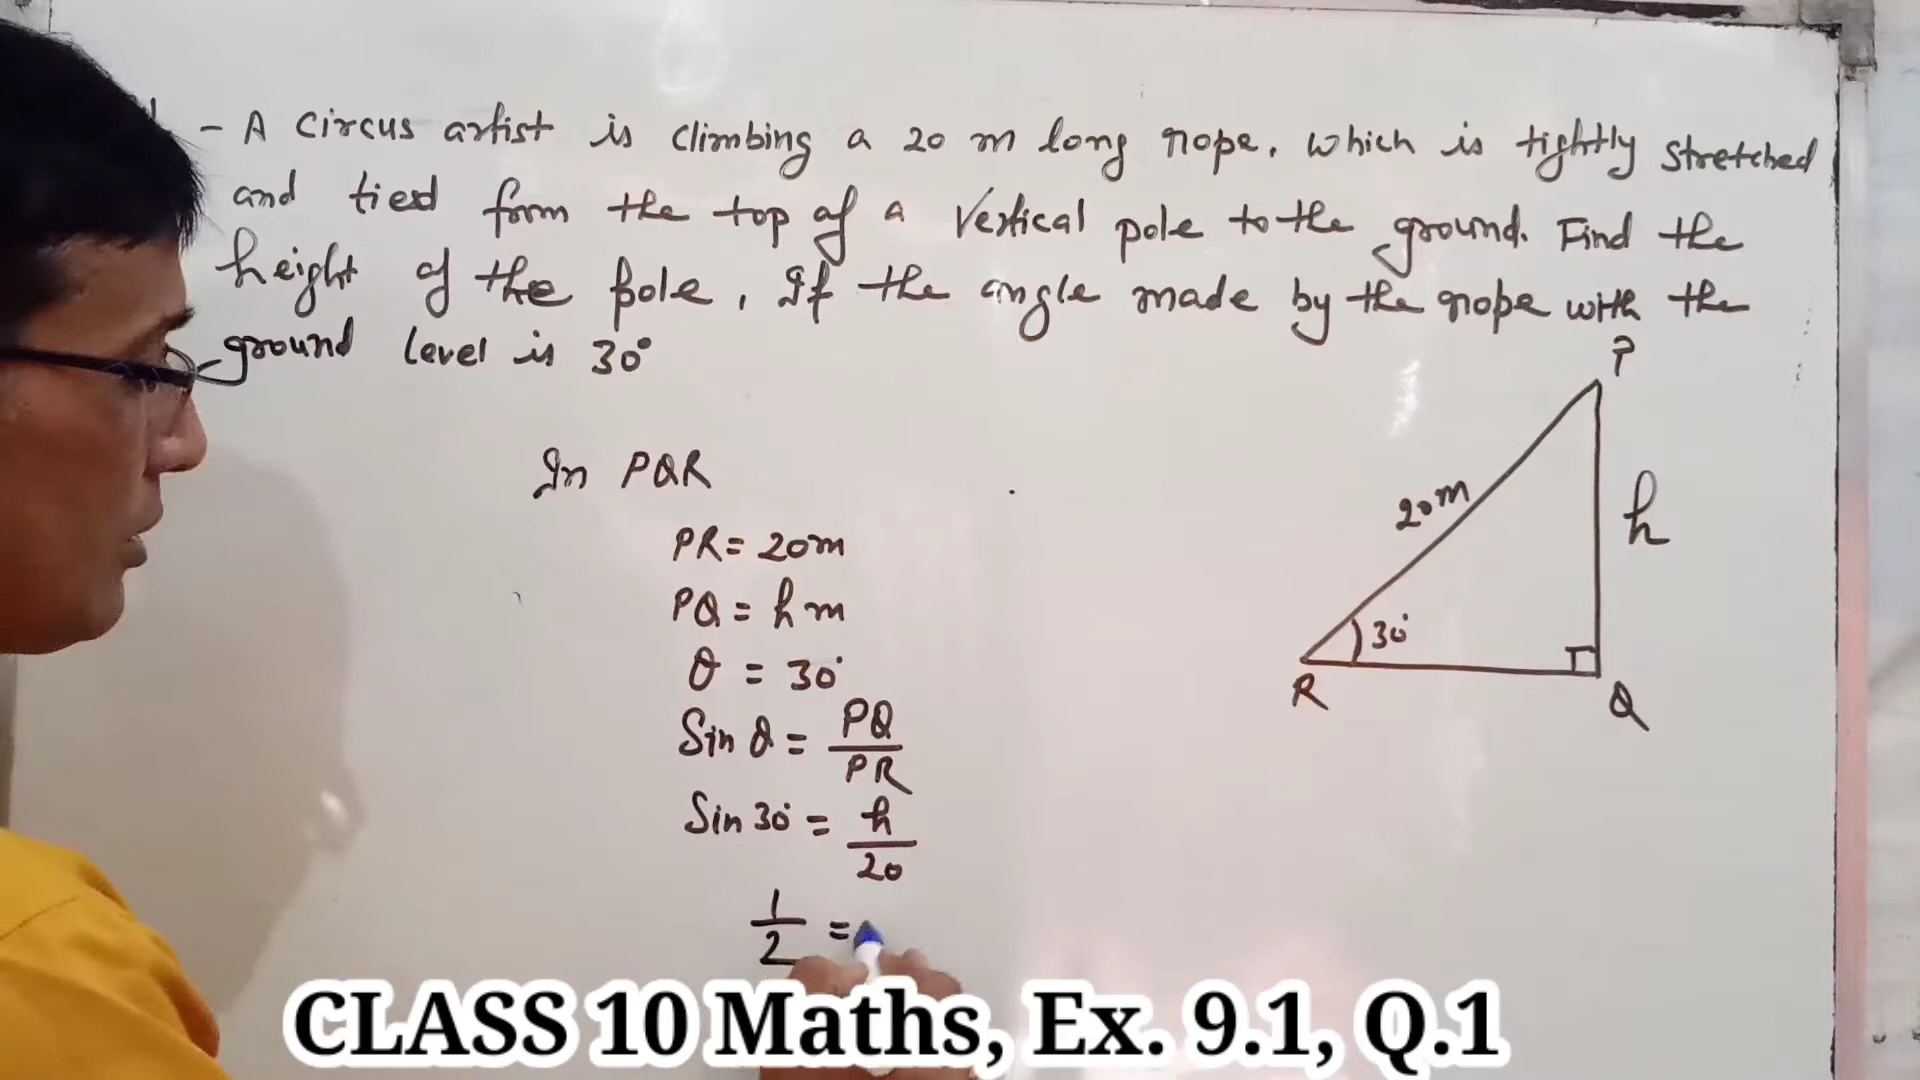 - A circus artist is climbing a 20 m long rope, which is tightly stretched
and tied from the top of a vertical pole to the ground. Find the
height of the pole, If the angle made by the rope with the
ground level is 30°
P
In PQR
20m
h
PR = 20m
PQ = h m
30°
θ = 30°
R
Q
Sin θ = PQ/PR
Sin 30° = h/20
1/2 =
CLASS 10 Maths, Ex. 9.1, Q.1